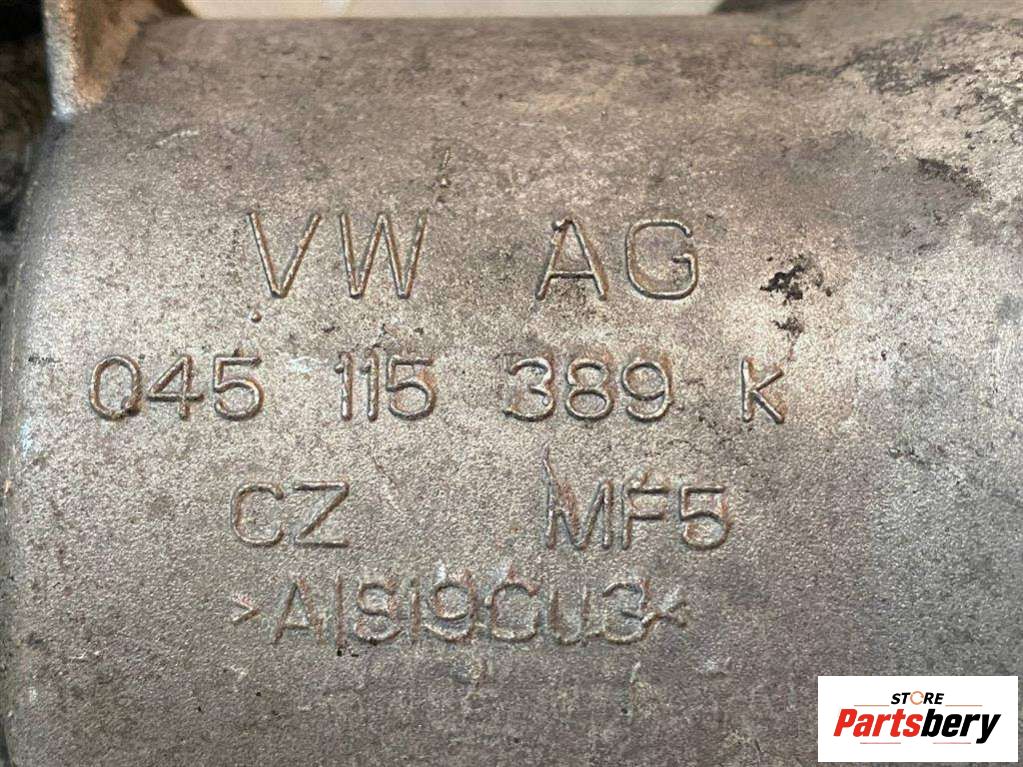 VW AG
045 115 389 K
CZ MF5
>AlSi9Cu3<
STORE
Partsbery